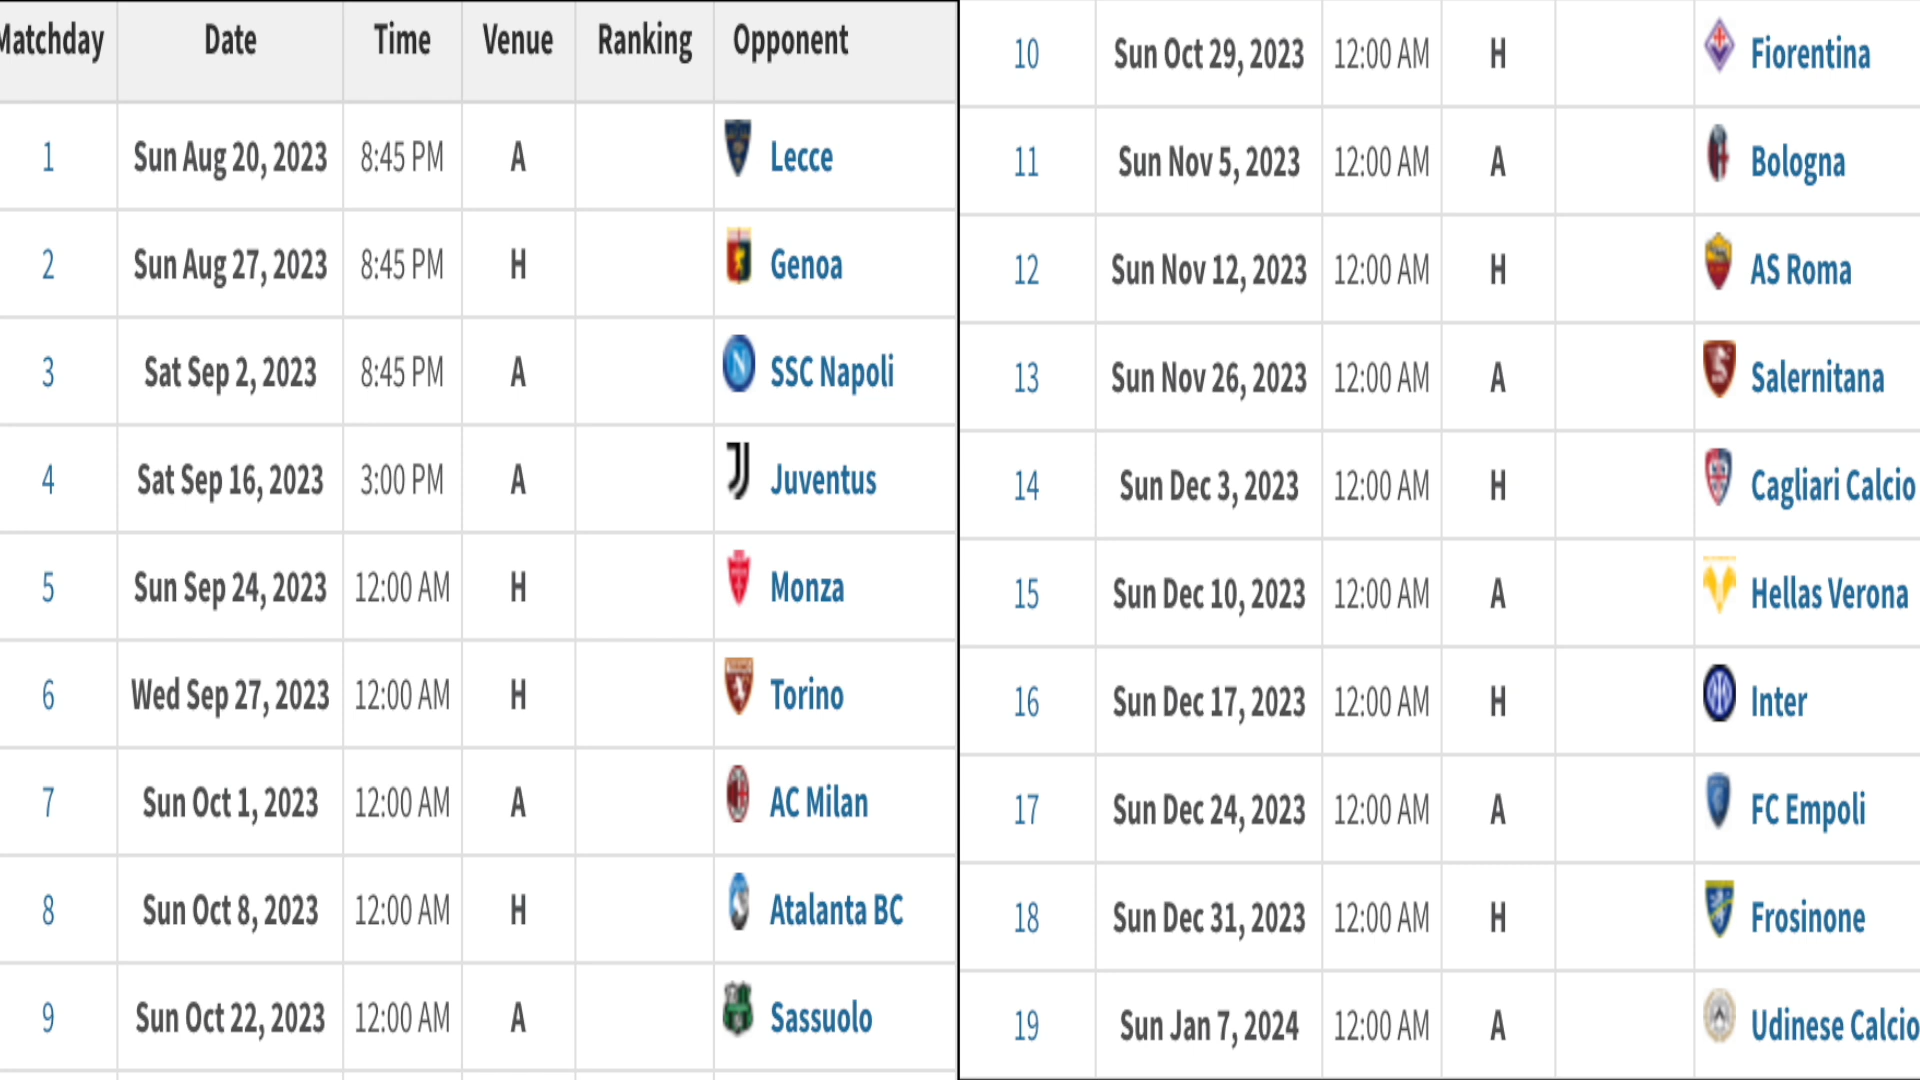 Matchday Date Time Venue Ranking Opponent
1 Sun Aug 20, 2023 8:45 PM A Lecce
2 Sun Aug 27, 2023 8:45 PM H Genoa
3 Sat Sep 2, 2023 8:45 PM A SSC Napoli
4 Sat Sep 16, 2023 3:00 PM A Juventus
5 Sun Sep 24, 2023 12:00 AM H Monza
6 Wed Sep 27, 2023 12:00 AM H Torino
7 Sun Oct 1, 2023 12:00 AM A AC Milan
8 Sun Oct 8, 2023 12:00 AM H Atalanta BC
9 Sun Oct 22, 2023 12:00 AM A Sassuolo
10 Sun Oct 29, 2023 12:00 AM H Fiorentina
11 Sun Nov 5, 2023 12:00 AM A Bologna
12 Sun Nov 12, 2023 12:00 AM H AS Roma
13 Sun Nov 26, 2023 12:00 AM A Salernitana
14 Sun Dec 3, 2023 12:00 AM H Cagliari Calcio
15 Sun Dec 10, 2023 12:00 AM A Hellas Verona
16 Sun Dec 17, 2023 12:00 AM H Inter
17 Sun Dec 24, 2023 12:00 AM A FC Empoli
18 Sun Dec 31, 2023 12:00 AM H Frosinone
19 Sun Jan 7, 2024 12:00 AM A Udinese Calcio